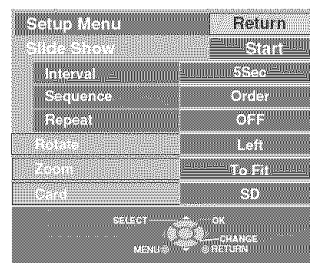 Setup Menu Return
Slide Show Start
Interval 5Sec
Sequence Order
Repeat OFF
Rotate Left
Zoom To Fit
Card SD
SELECT OK
CHANGE
MENU RETURN